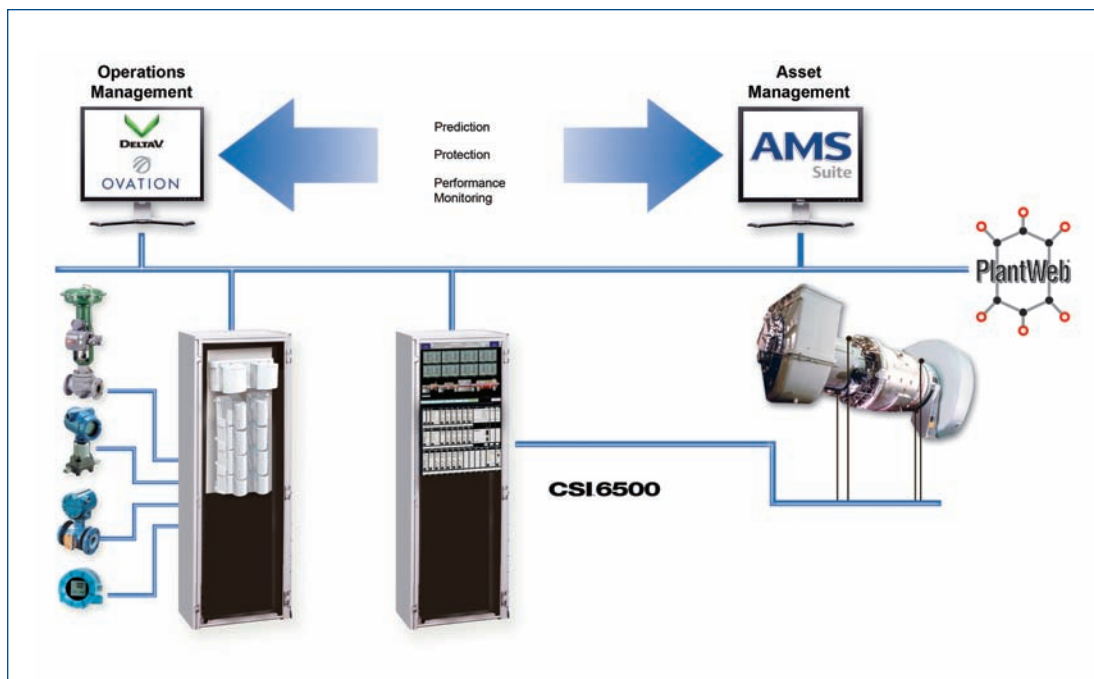 Operations
Management
DELTAV
OVATION
Prediction
Protection
Performance
Monitoring
Asset
Management
AMS
Suite
PlantWeb®
CSI 6500